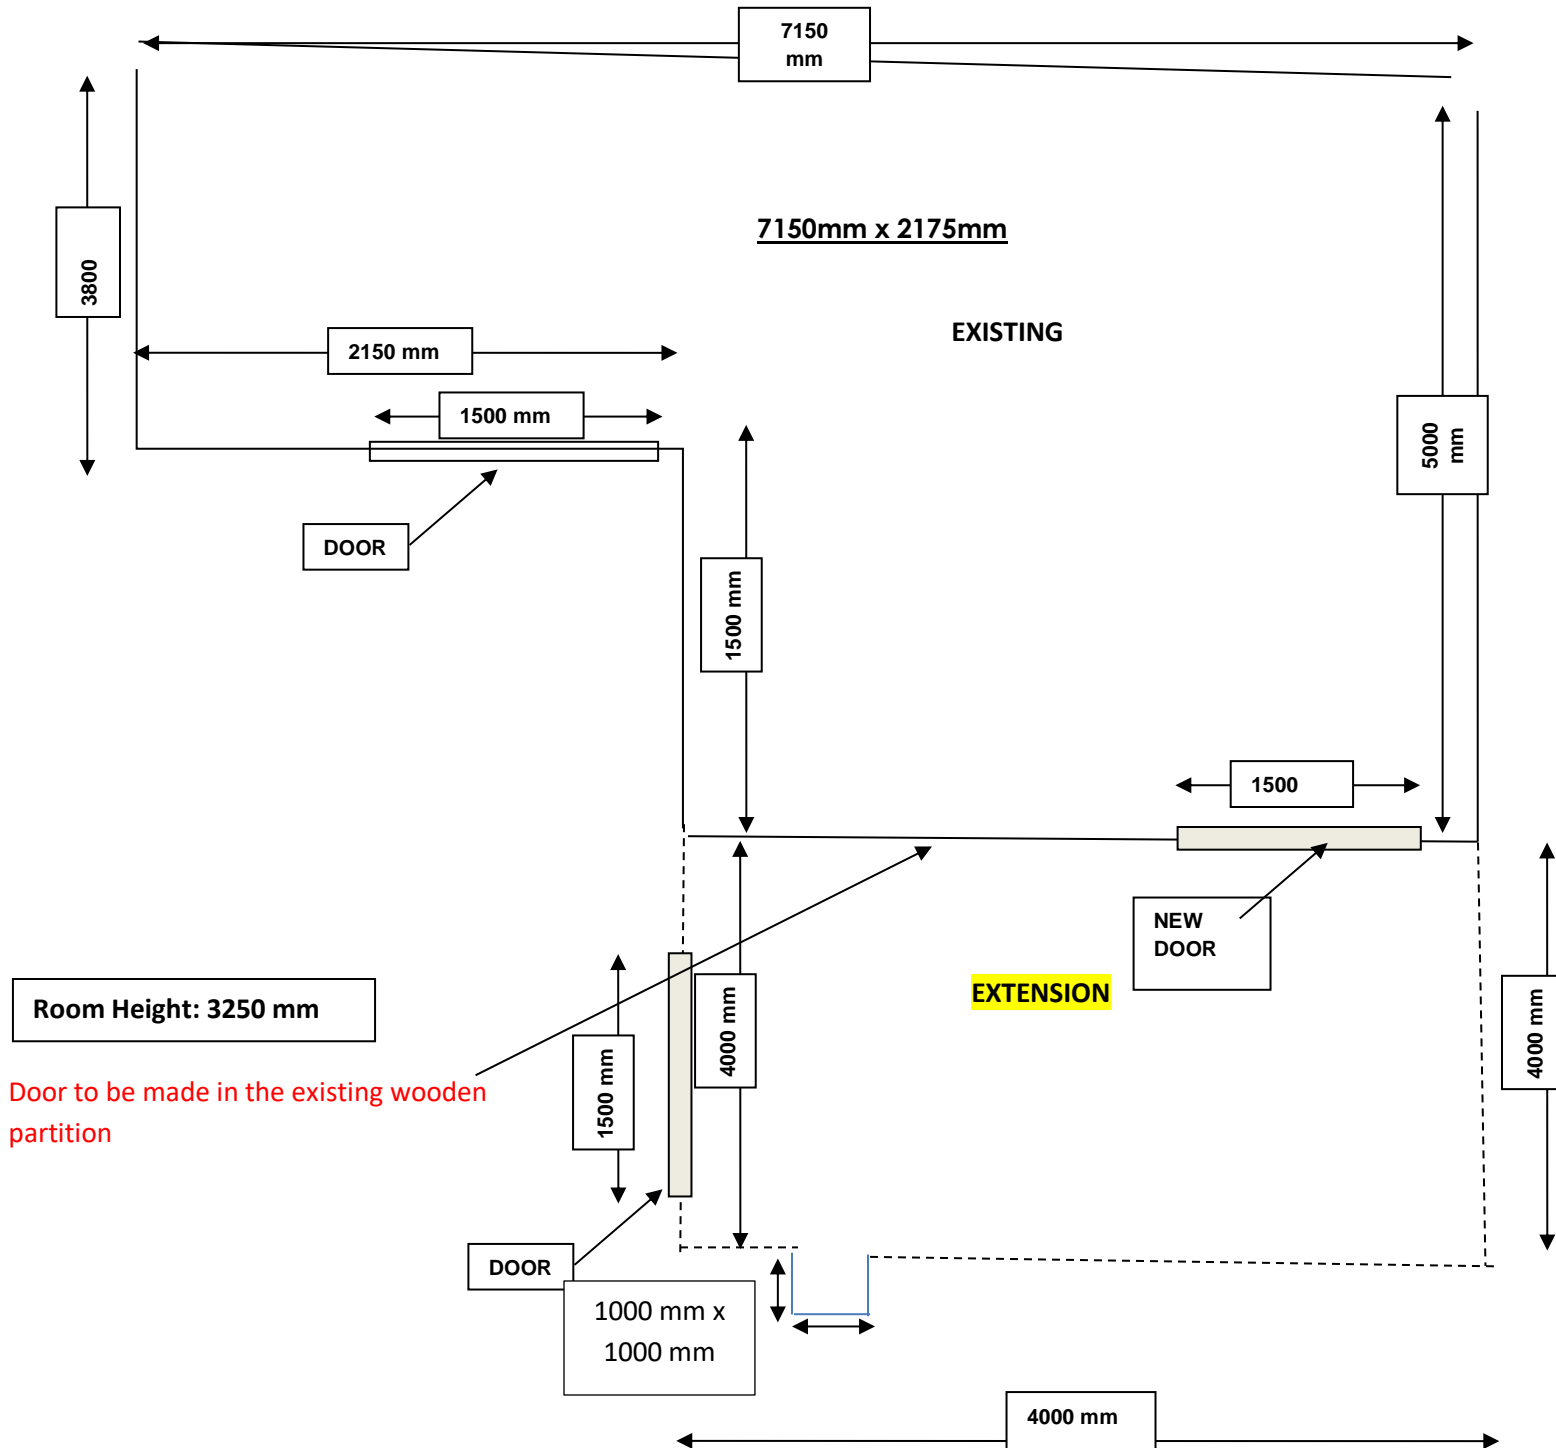 7150
mm
7150mm x 2175mm
3800
2150 mm
EXISTING
1500 mm
5000
mm
DOOR
1500 mm
1500
NEW
DOOR
Room Height: 3250 mm
EXTENSION
4000 mm
4000 mm
1500 mm
Door to be made in the existing wooden
partition
DOOR
1000 mm x
1000 mm
4000 mm